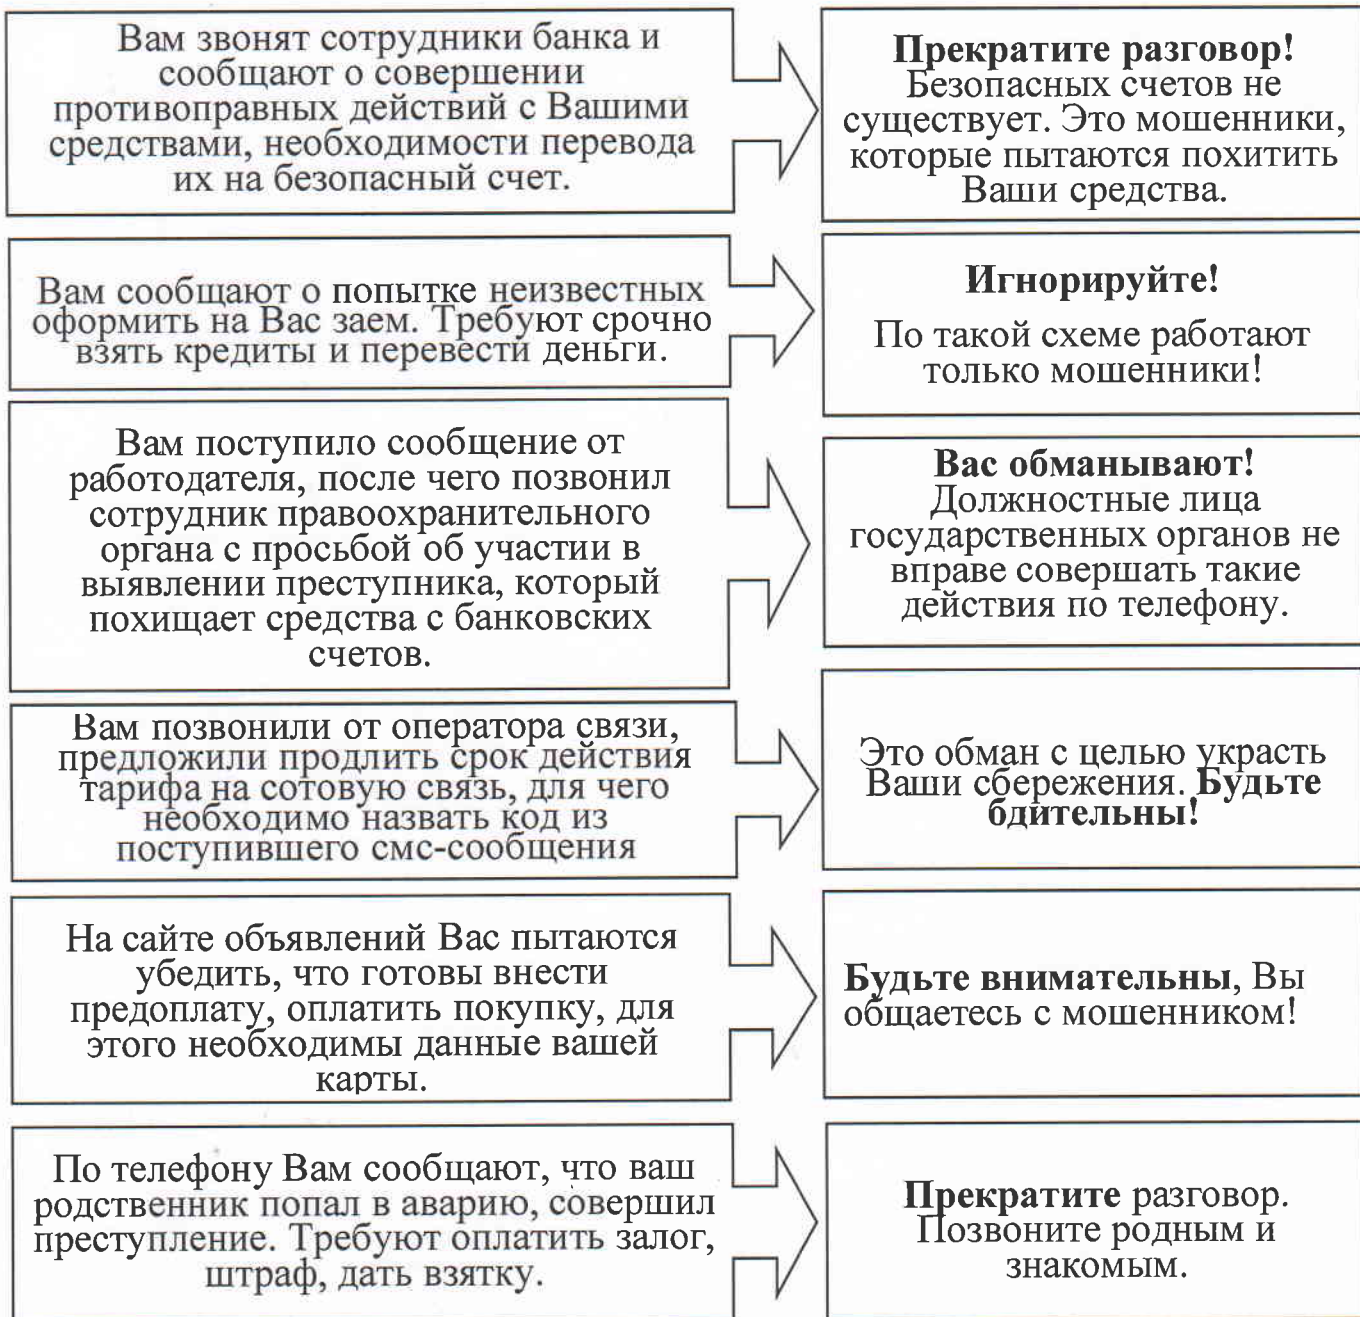 Вам звонят сотрудники банка и
сообщают о совершении
противоправных действий с Вашими
средствами, необходимости перевода
их на безопасный счет.
Прекратите разговор!
Безопасных счетов не
существует. Это мошенники,
которые пытаются похитить
Ваши средства.
Вам сообщают о попытке неизвестных
оформить на Вас заем. Требуют срочно
взять кредиты и перевести деньги.
Игнорируйте!
По такой схеме работают
только мошенники!
Вам поступило сообщение от
работодателя, после чего позвонил
сотрудник правоохранительного
органа с просьбой об участии в
выявлении преступника, который
похищает средства с банковских
счетов.
Вас обманывают!
Должностные лица
государственных органов не
вправе совершать такие
действия по телефону.
Вам позвонили от оператора связи,
предложили продлить срок действия
тарифа на сотовую связь, для чего
необходимо назвать код из
поступившего смс-сообщения
Это обман с целью украсть
Ваши сбережения. Будьте
бдительны!
На сайте объявлений Вас пытаются
убедить, что готовы внести
предоплату, оплатить покупку, для
этого необходимы данные вашей
карты.
Будьте внимательны, Вы
общаетесь с мошенником!
По телефону Вам сообщают, что ваш
родственник попал в аварию, совершил
преступление. Требуют оплатить залог,
штраф, дать взятку.
Прекратите разговор.
Позвоните родным и
знакомым.